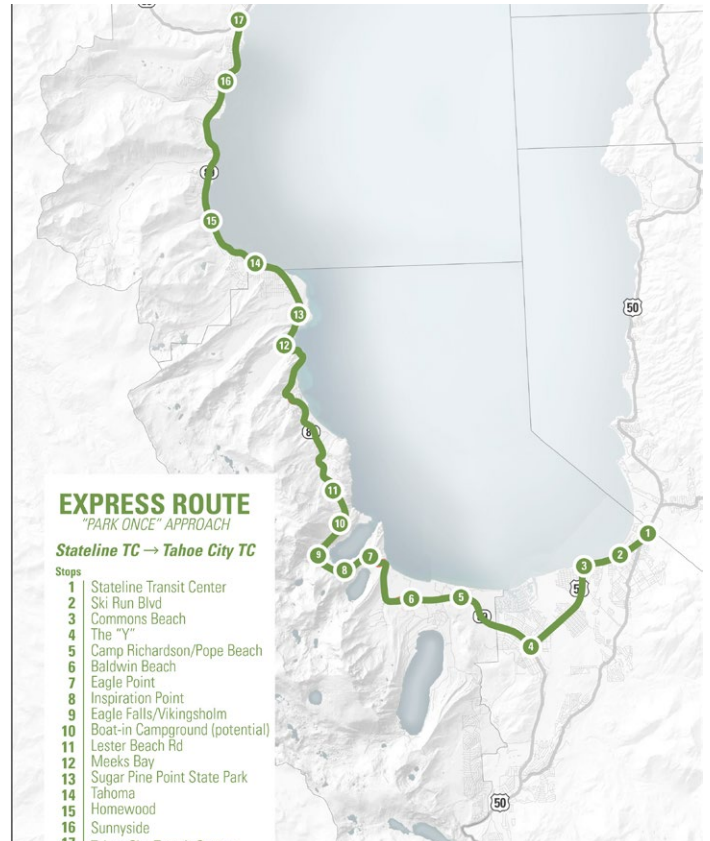 17
16
89
15
14
13
50
12
11
10
9
8
7
6
5
4
3
2
1
50
EXPRESS ROUTE
"PARK ONCE" APPROACH
Stateline TC → Tahoe City TC
Stops
1 Stateline Transit Center
2 Ski Run Blvd
3 Commons Beach
4 The "Y"
5 Camp Richardson/Pope Beach
6 Baldwin Beach
7 Eagle Point
8 Inspiration Point
9 Eagle Falls/Vikingsholm
10 Boat-in Campground (potential)
11 Lester Beach Rd
12 Meeks Bay
13 Sugar Pine Point State Park
14 Tahoma
15 Homewood
16 Sunnyside
17